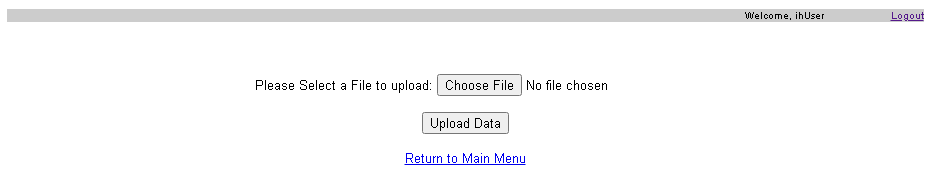 Welcome, ihUser Logout
Please Select a File to upload: Choose File No file chosen
Upload Data
Return to Main Menu